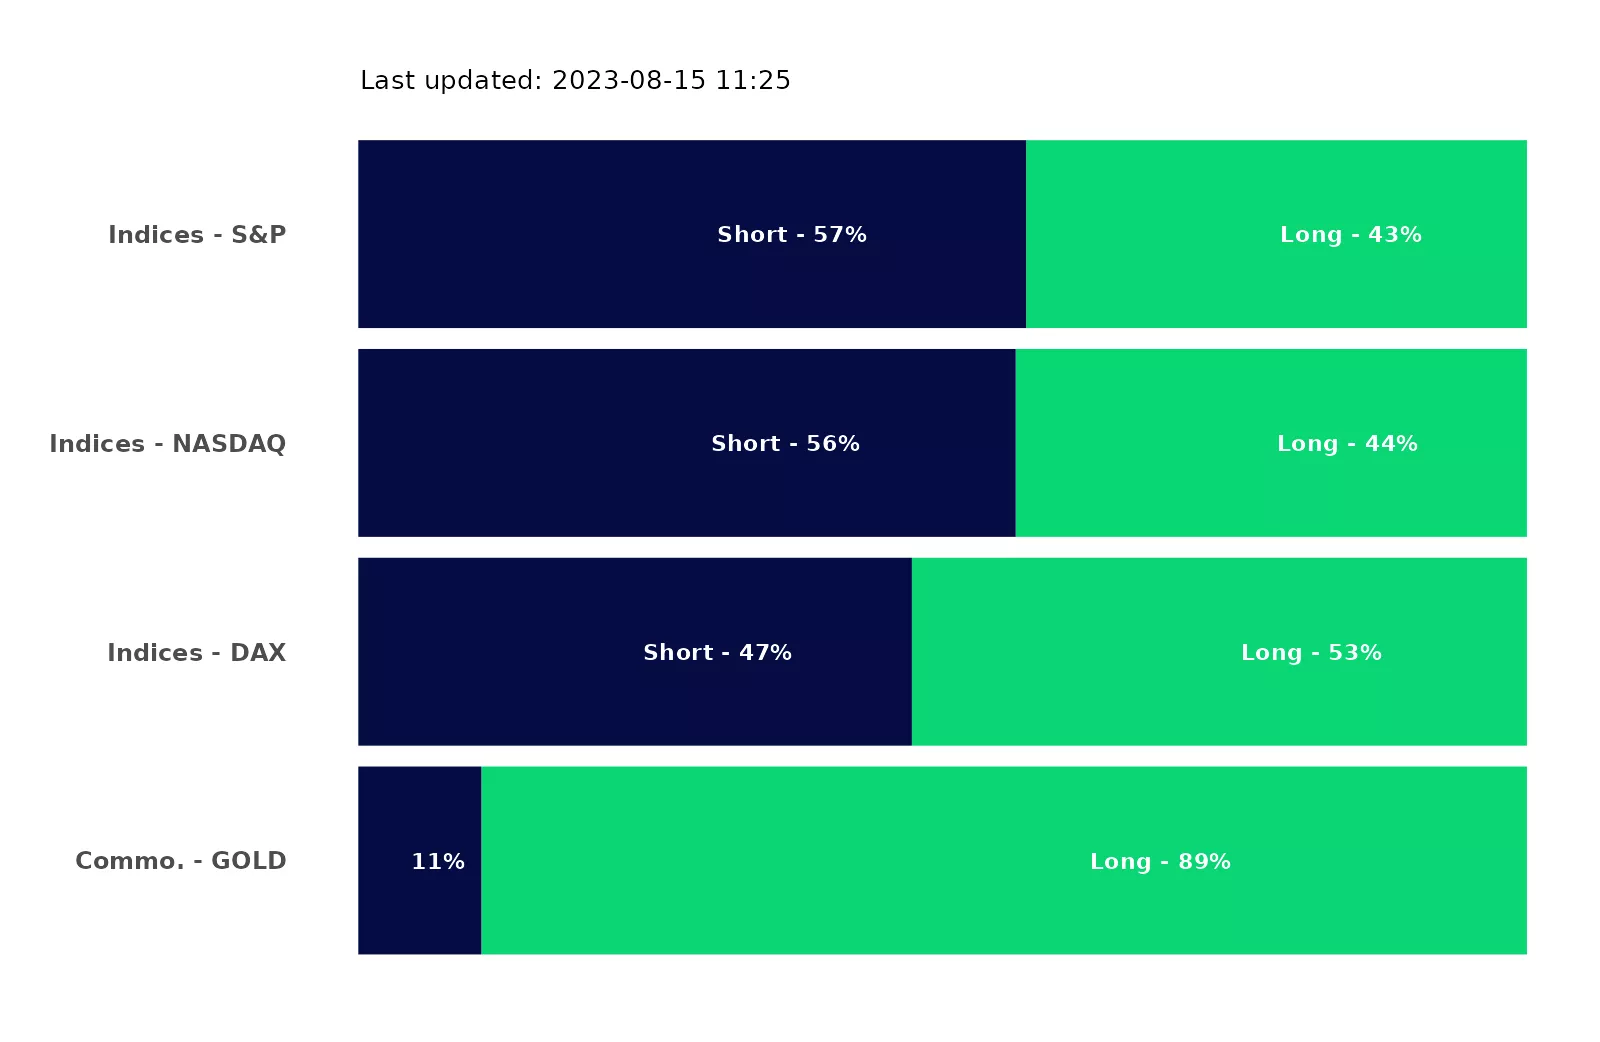 Last updated: 2023-08-15 11:25
Indices - S&P Short - 57% Long - 43%
Indices - NASDAQ Short - 56% Long - 44%
Indices - DAX Short - 47% Long - 53%
Commo. - GOLD 11% Long - 89%